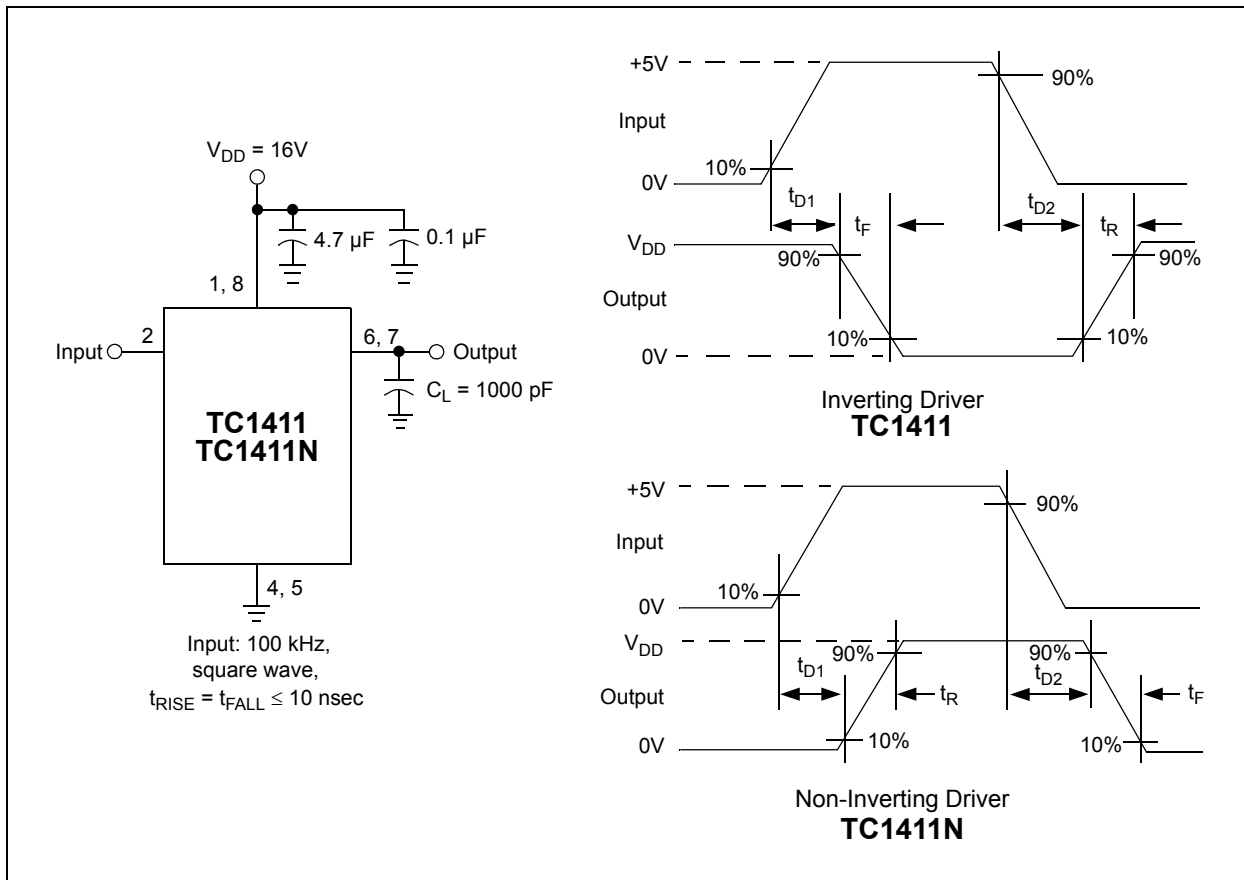 V_DD = 16V
4.7 µF
0.1 µF
1, 8
2
Input
6, 7
Output
C_L = 1000 pF
TC1411
TC1411N
4, 5
Input: 100 kHz,
square wave,
t_RISE = t_FALL ≤ 10 nsec
+5V
90%
Input
10%
0V
t_D1
t_F
t_D2
t_R
V_DD
90%
90%
Output
10%
10%
0V
Inverting Driver
TC1411
+5V
90%
Input
10%
0V
V_DD
t_D1
90%
t_R
t_D2
90%
t_F
Output
10%
10%
0V
Non-Inverting Driver
TC1411N